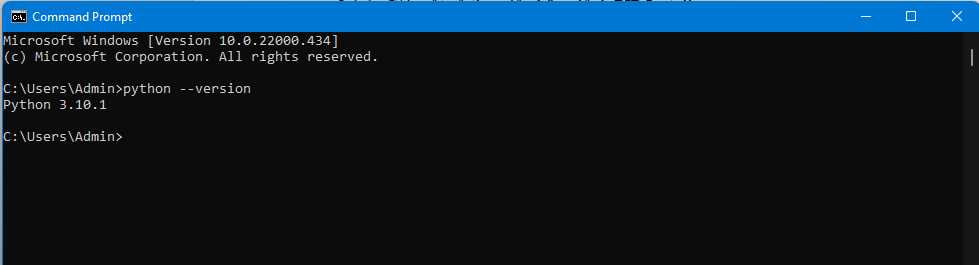 Command Prompt
Microsoft Windows [Version 10.0.22000.434]
(c) Microsoft Corporation. All rights reserved.
C:\Users\Admin>python --version
Python 3.10.1
C:\Users\Admin>